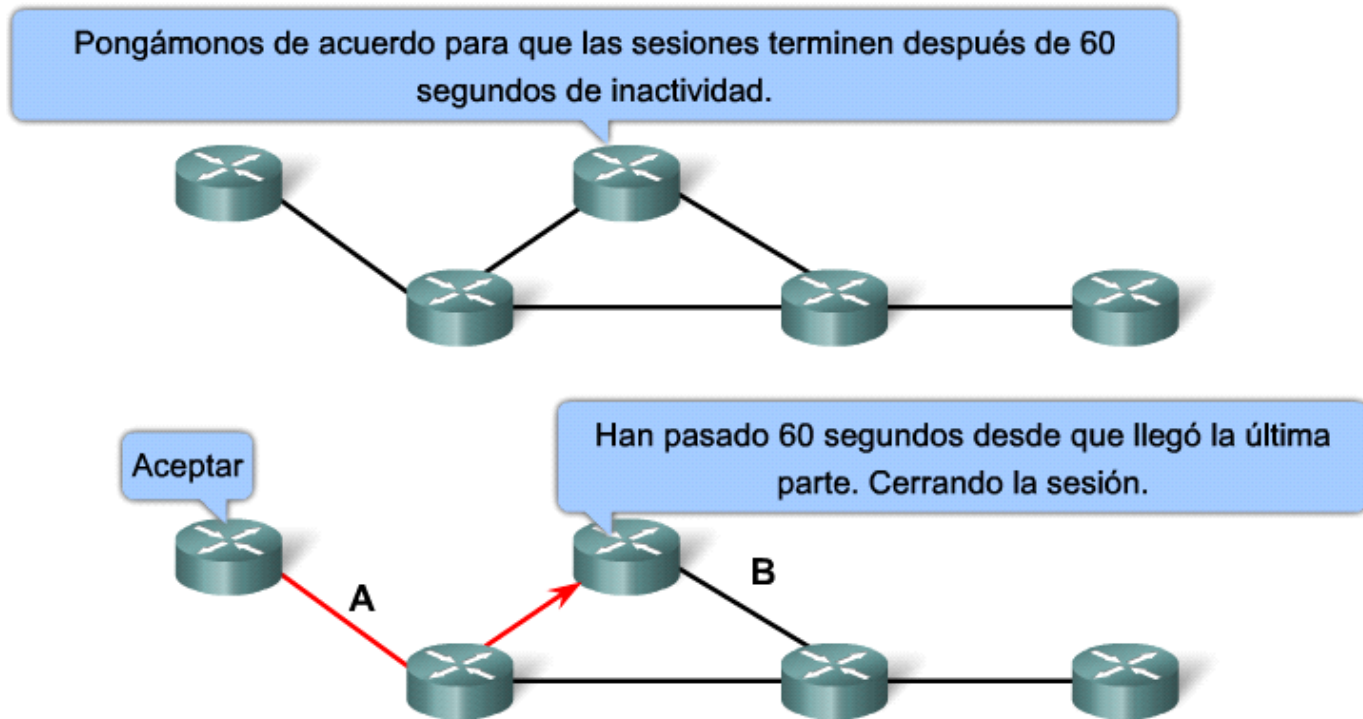 Pongámonos de acuerdo para que las sesiones terminen después de 60
segundos de inactividad.
Aceptar
Han pasado 60 segundos desde que llegó la última
parte. Cerrando la sesión.
A
B